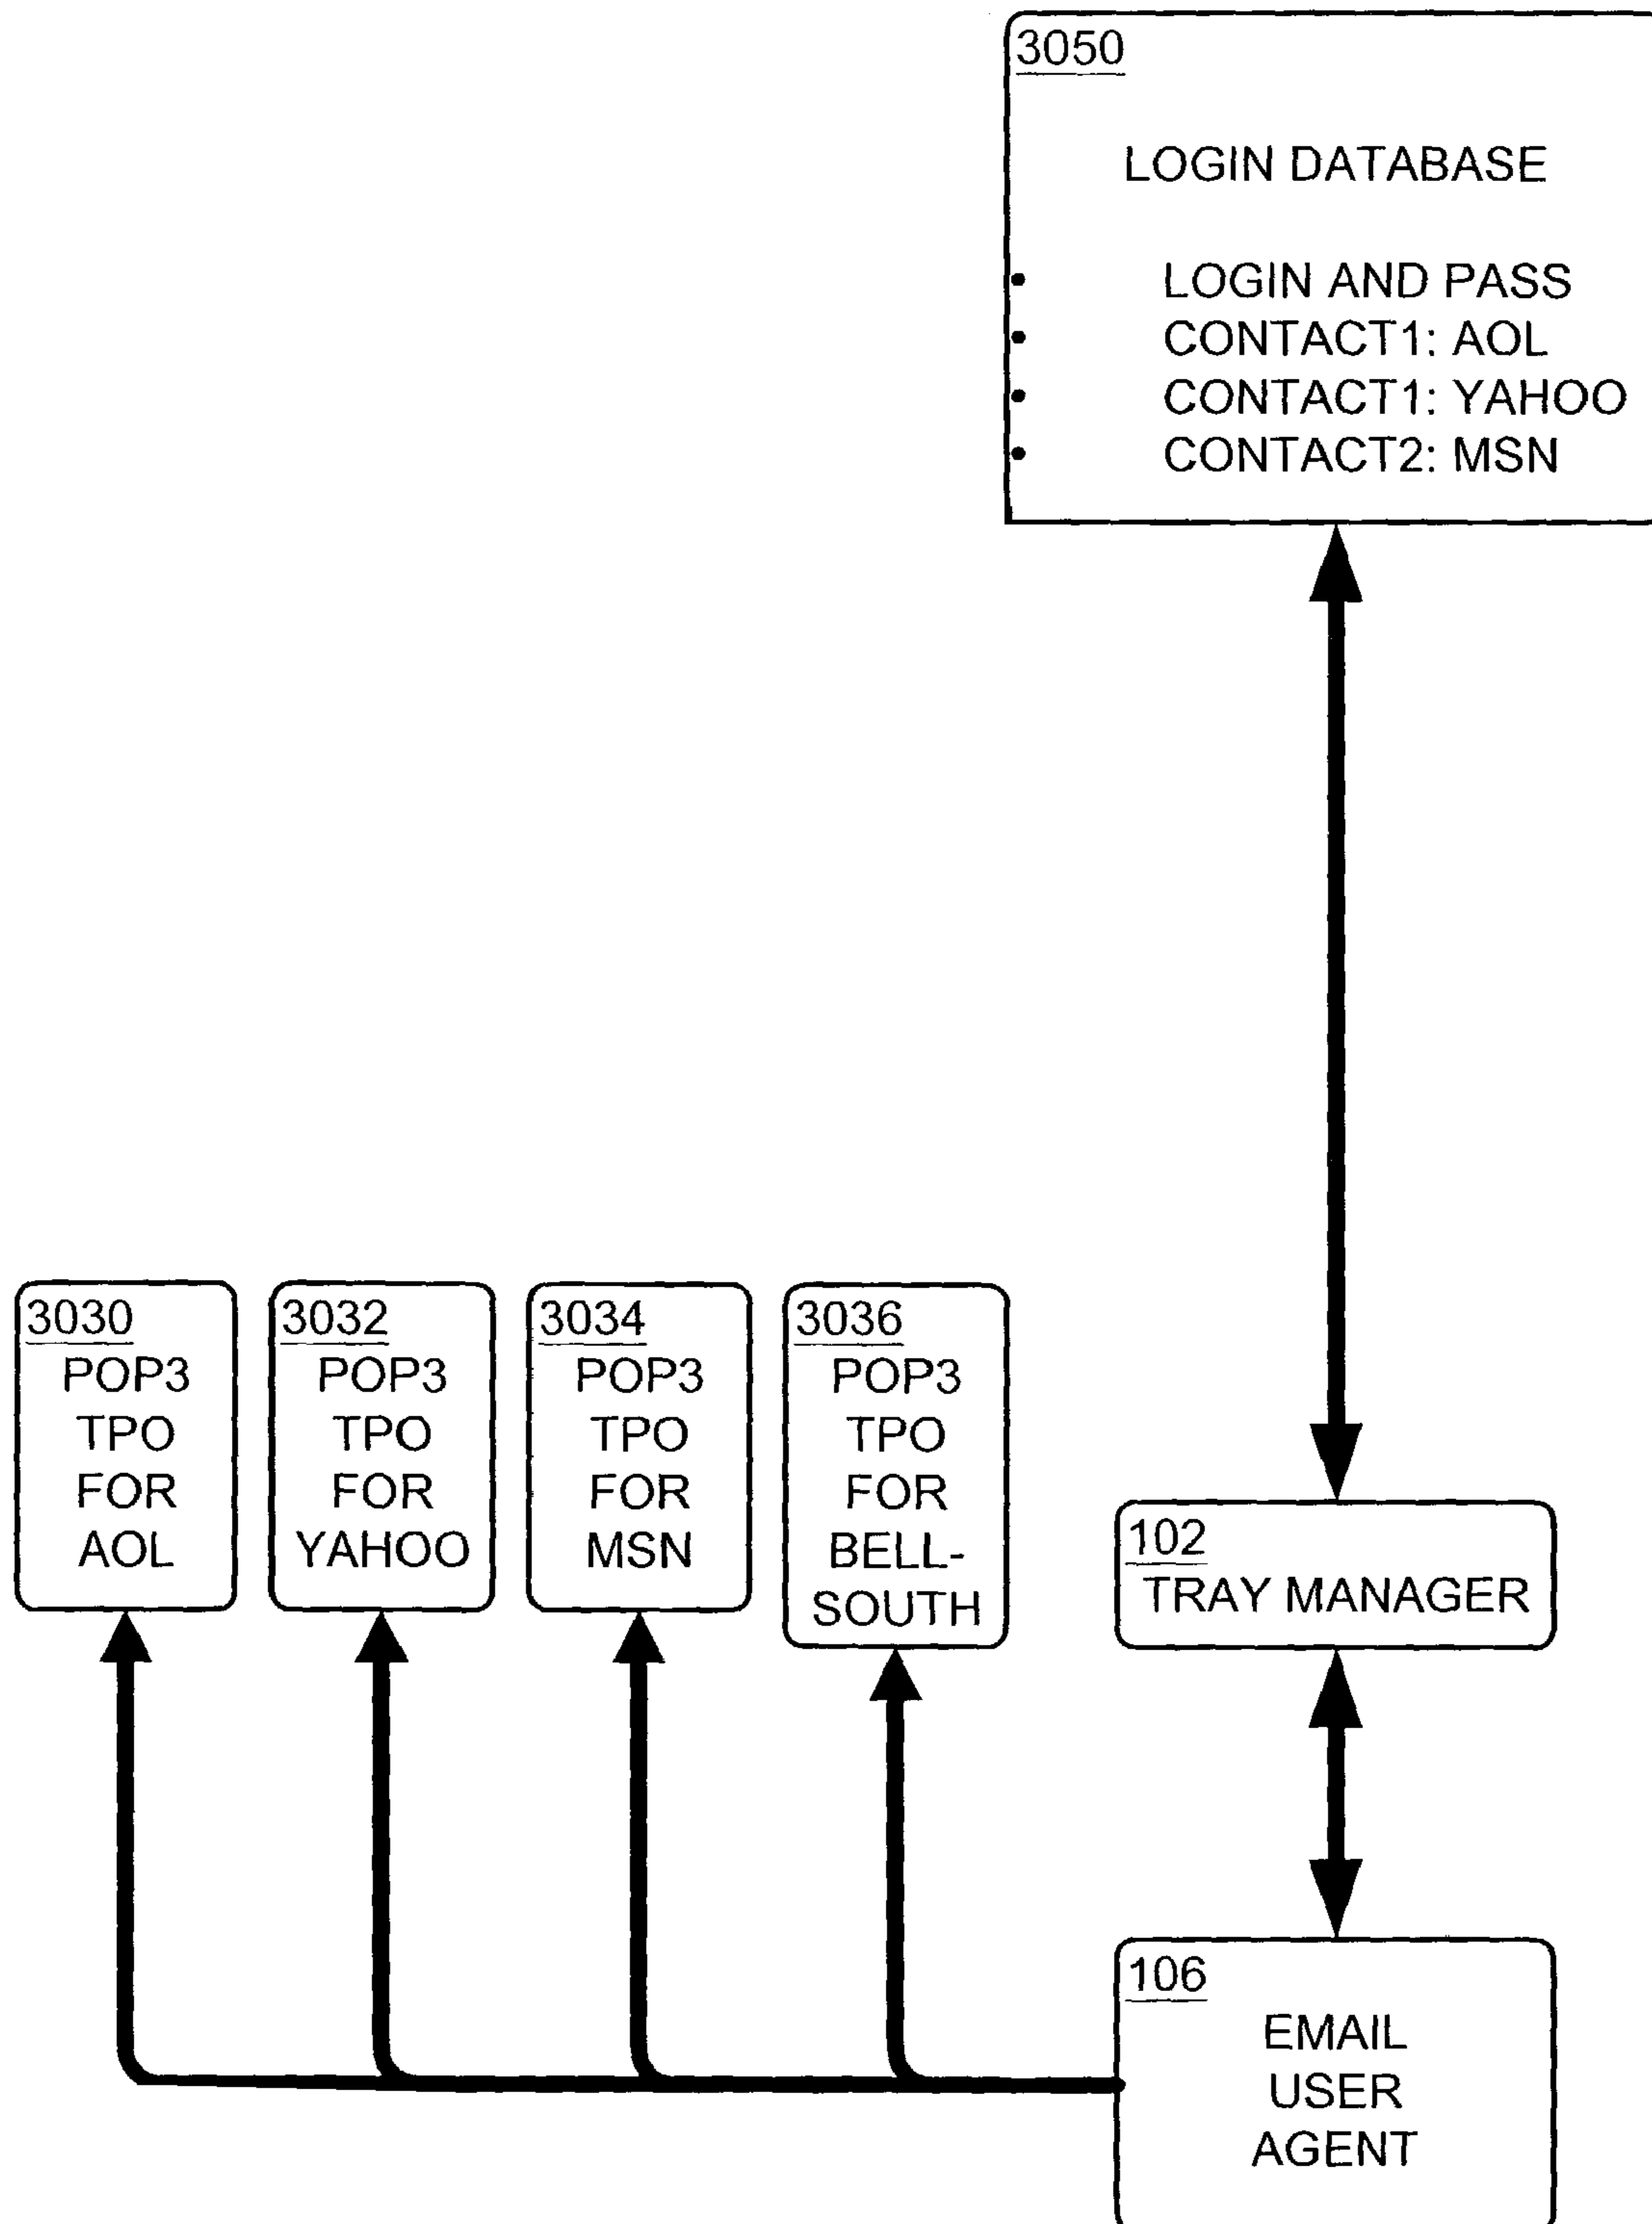 3050
LOGIN DATABASE
• LOGIN AND PASS
• CONTACT1: AOL
• CONTACT1: YAHOO
• CONTACT2: MSN
3030
POP3
TPO
FOR
AOL
3032
POP3
TPO
FOR
YAHOO
3034
POP3
TPO
FOR
MSN
3036
POP3
TPO
FOR
BELL-
SOUTH
102
TRAY MANAGER
106
EMAIL
USER
AGENT